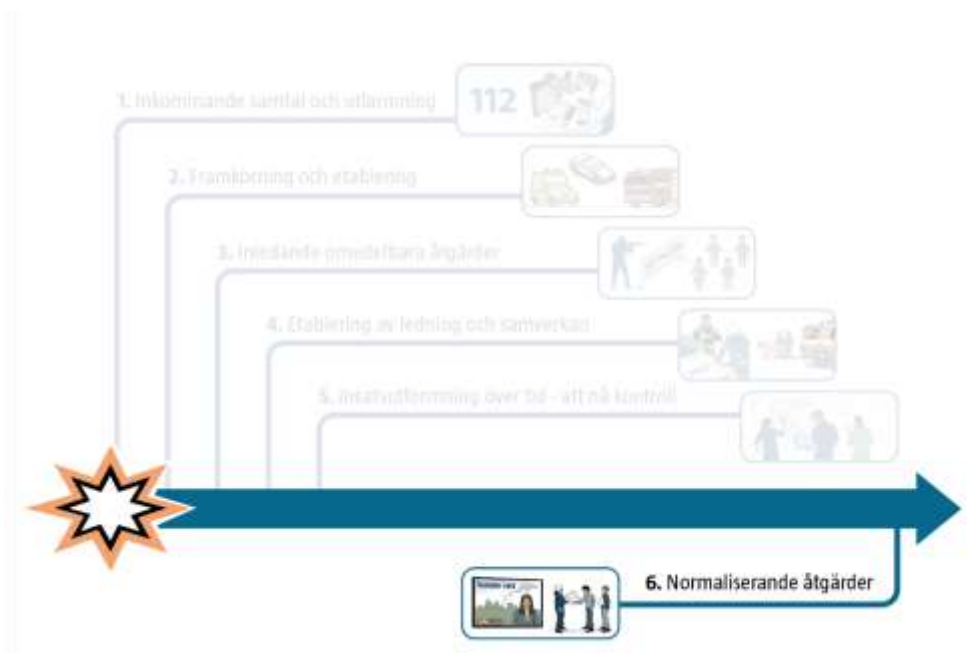 1. Inkommande samtal och utlarmning
112
2. Framkörning och etablering
3. Inledande omedelbara åtgärder
4. Etablering av ledning och samverkan
5. Insatsutformning över tid - att nå kontroll
6. Normaliserande åtgärder